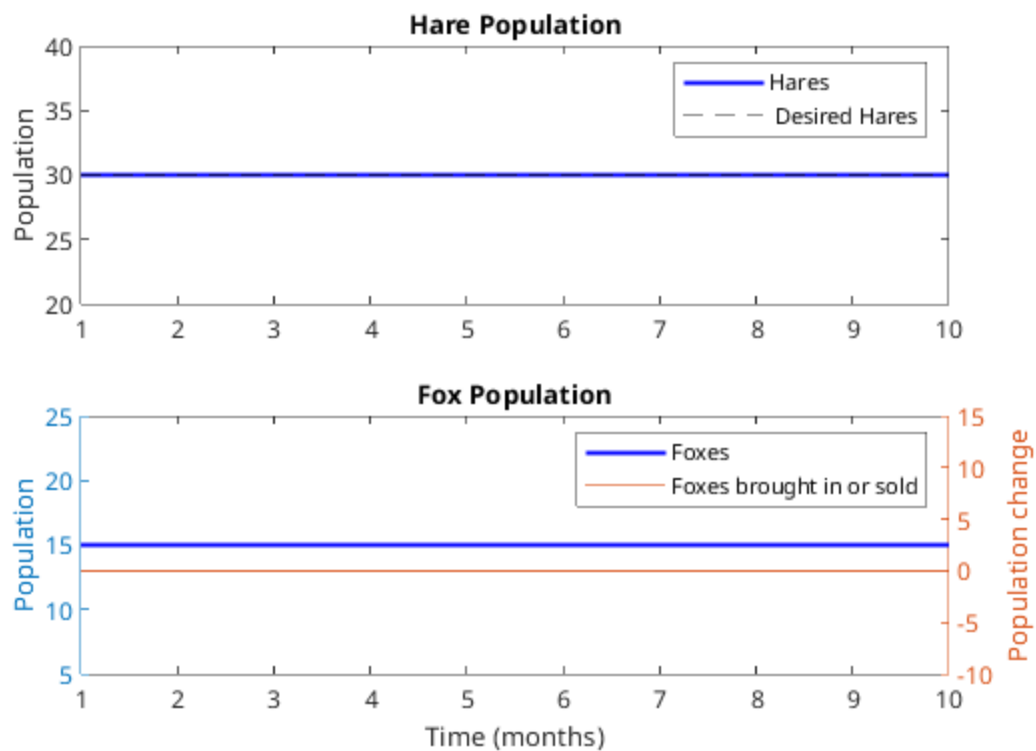 Hare Population
40
35
30
25
20
Population
Hares
Desired Hares
1 2 3 4 5 6 7 8 9 10
Fox Population
25
20
15
10
5
Population
Foxes
Foxes brought in or sold
15
10
5
0
-5
-10
Population change
1 2 3 4 5 6 7 8 9 10
Time (months)